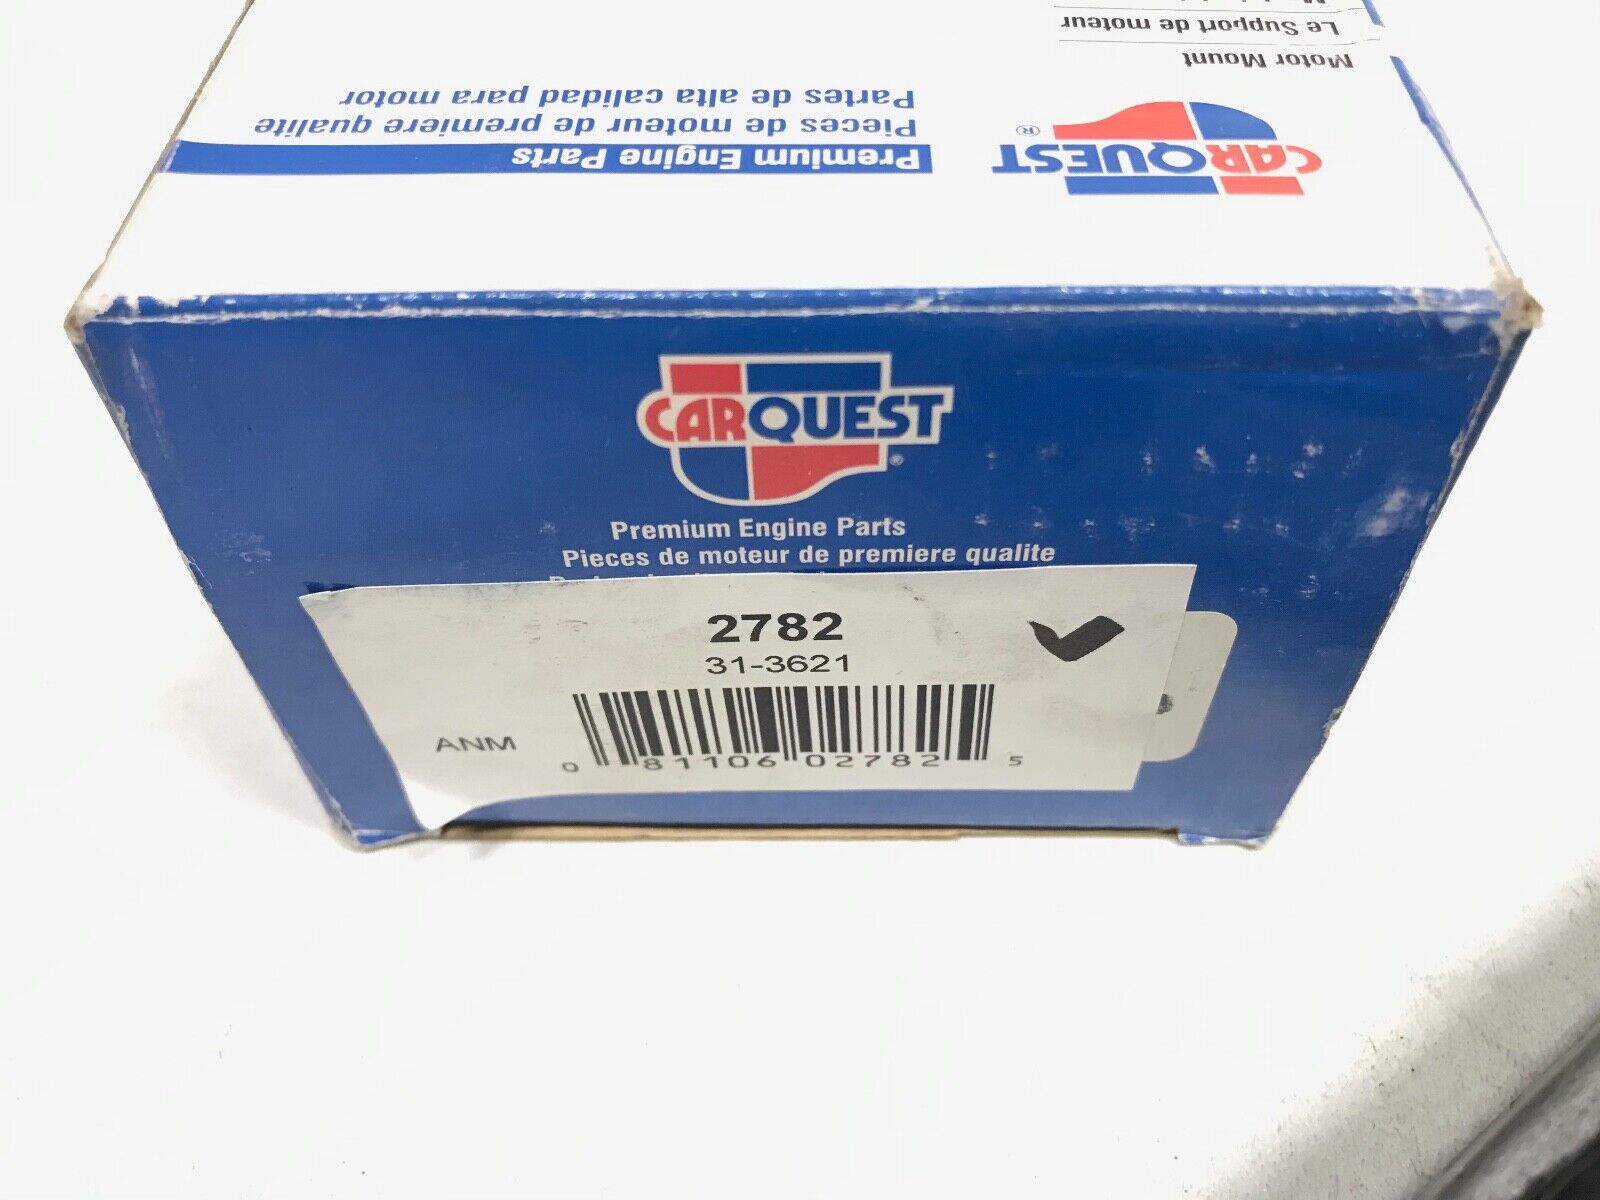 Motor Mount
Le Support de moteur
CARQUEST®
Premium Engine Parts
Pieces de moteur de premiere qualite
Partes de alta calidad para motor
CARQUEST®
Premium Engine Parts
Pieces de moteur de premiere qualite
2782
31-3621
ANM
0 81106 02782 5